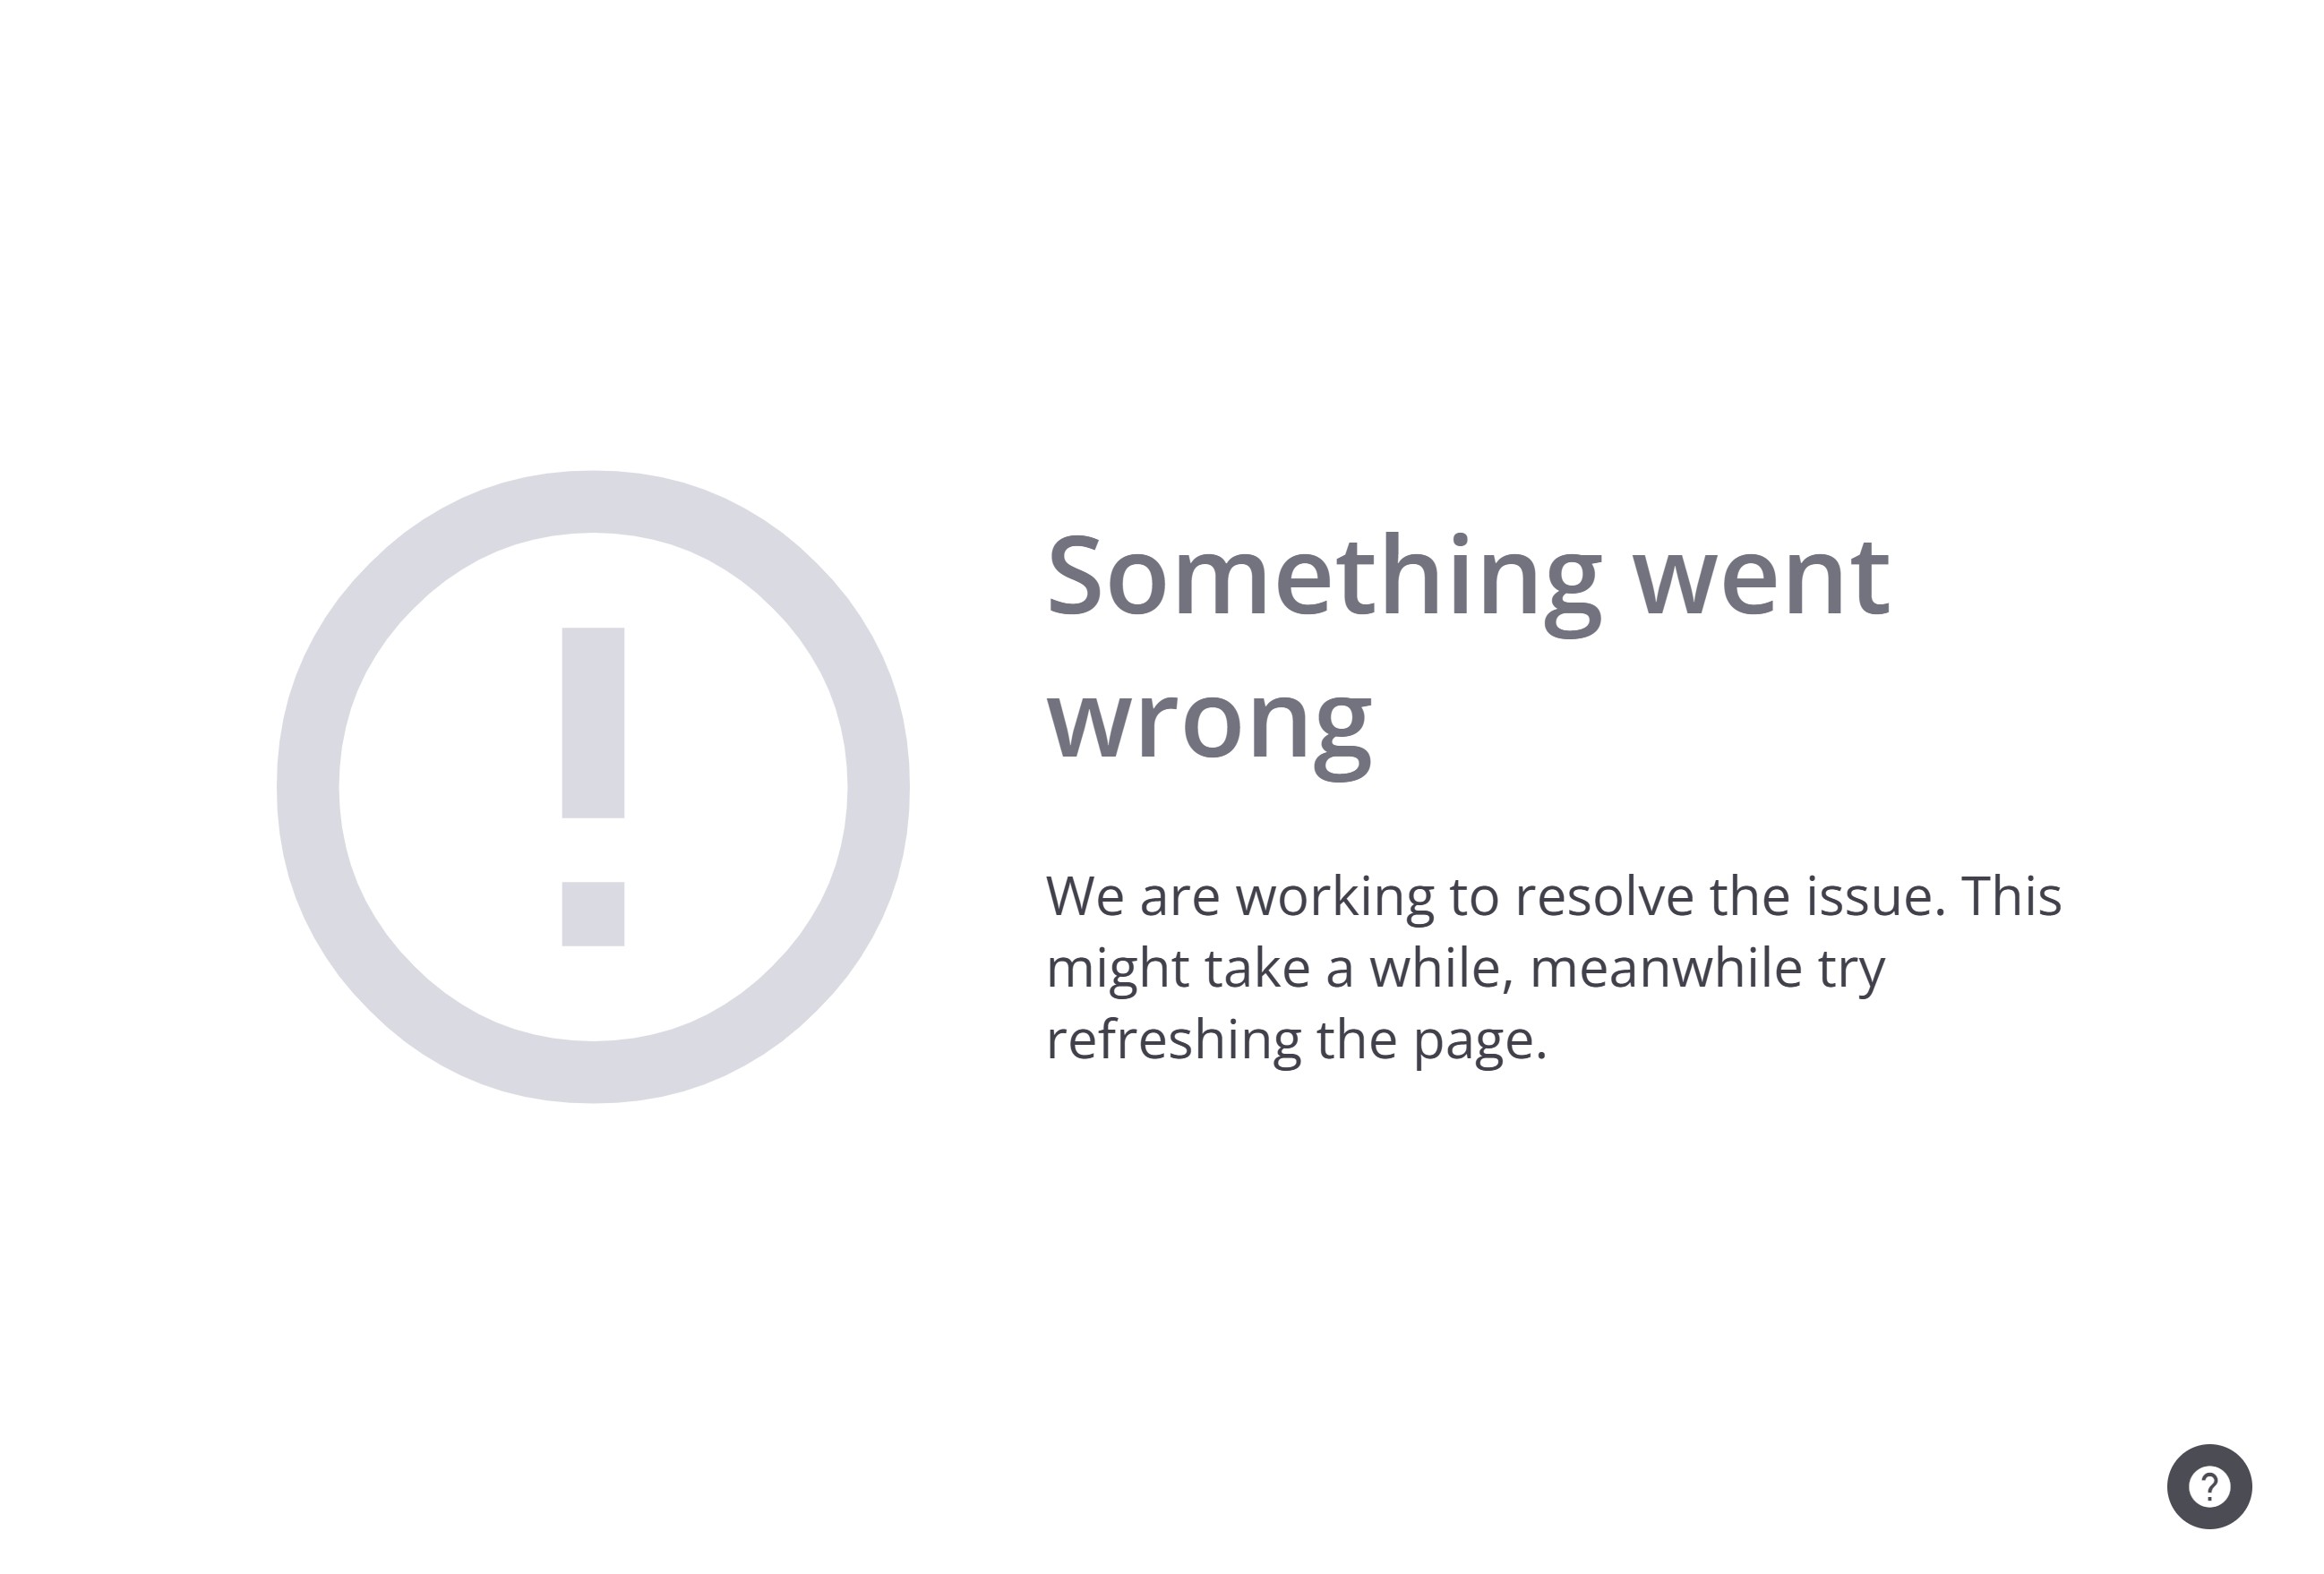 Something went
wrong
We are working to resolve the issue. This
might take a while, meanwhile try
refreshing the page.
?